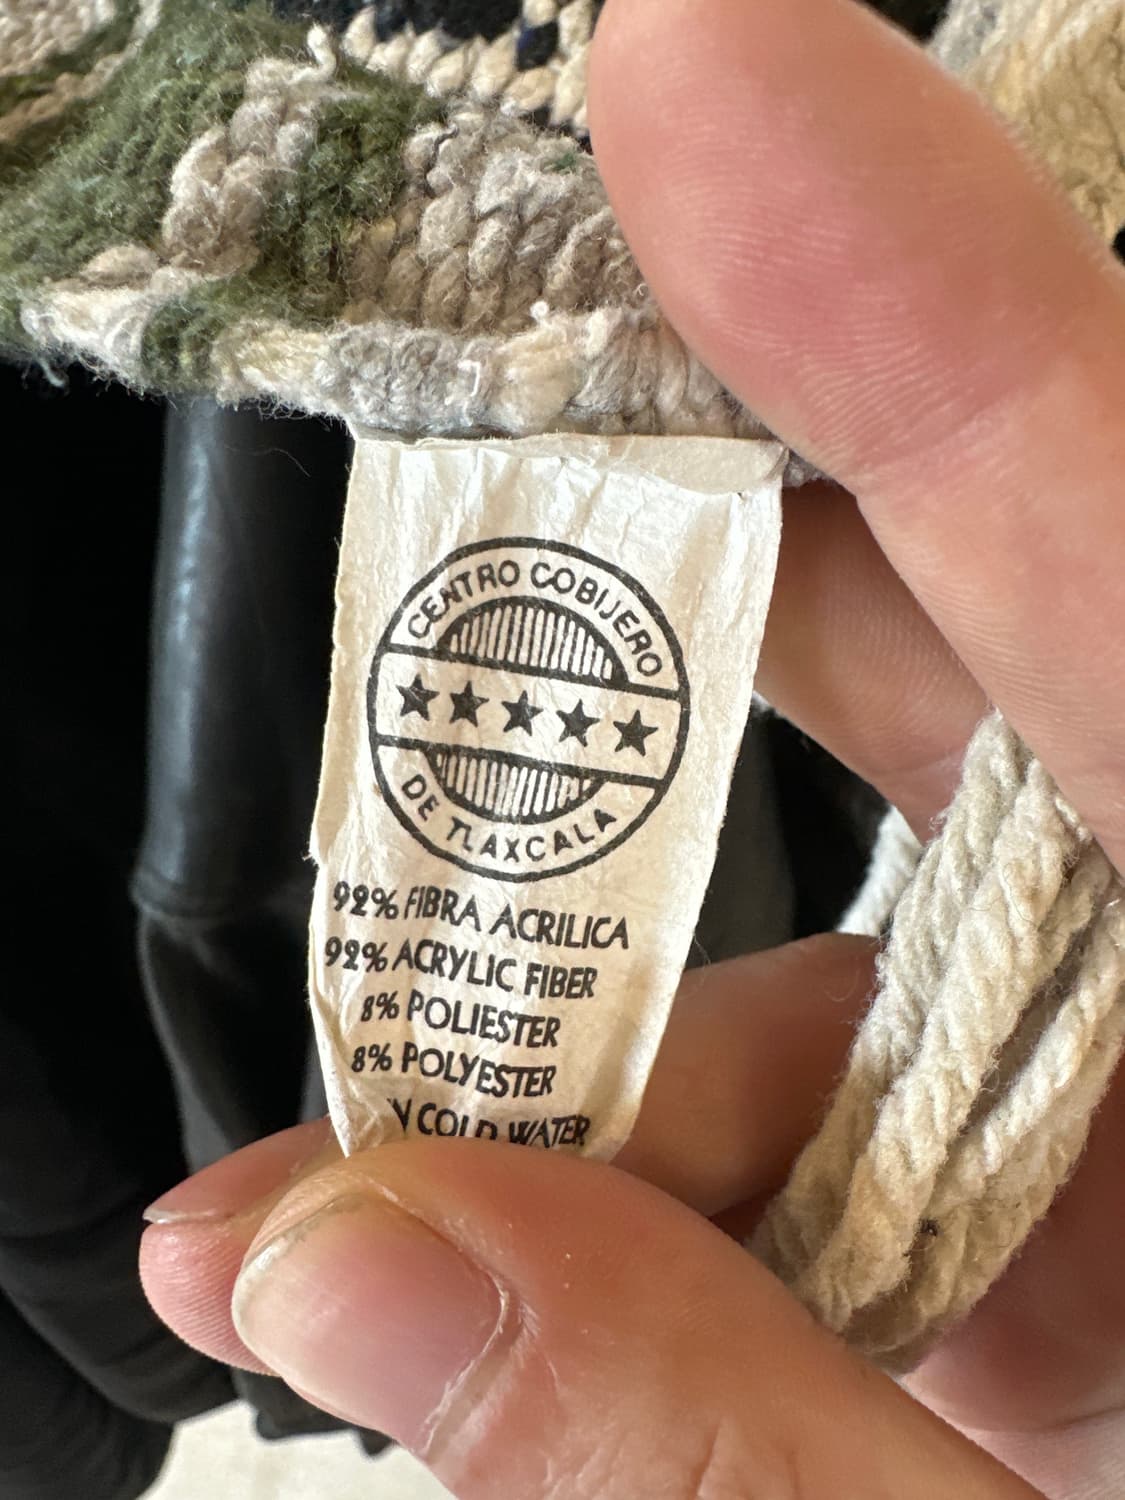 CENTRO COBIJERO
DE TLAXCALA
92% FIBRA ACRILICA
92% ACRYLIC FIBER
8% POLIESTER
8% POLYESTER
COLD WATER